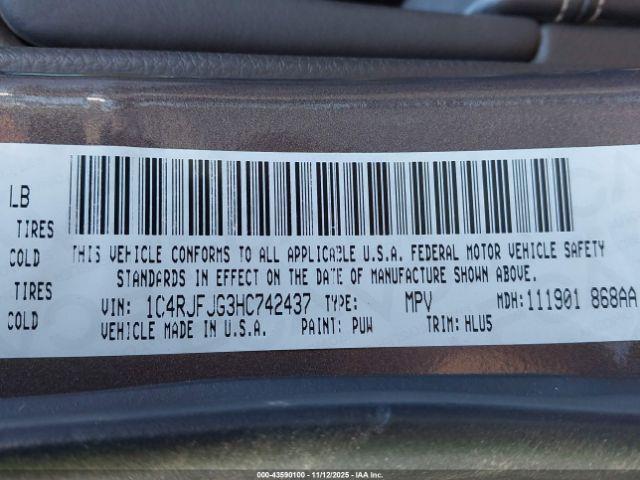 LB
TIRES
COLD
TIRES
COLD
THIS VEHICLE CONFORMS TO ALL APPLICABLE U.S.A. FEDERAL MOTOR VEHICLE SAFETY
STANDARDS IN EFFECT ON THE DATE OF MANUFACTURE SHOWN ABOVE.
VIN: 1C4RJFJG3HC742437 TYPE: MPV MDH: 111901 868AA
VEHICLE MADE IN U.S.A. PAINT: PUW TRIM: HLU5
000-43590100 - 11/12/2025 - IAAI, Inc.